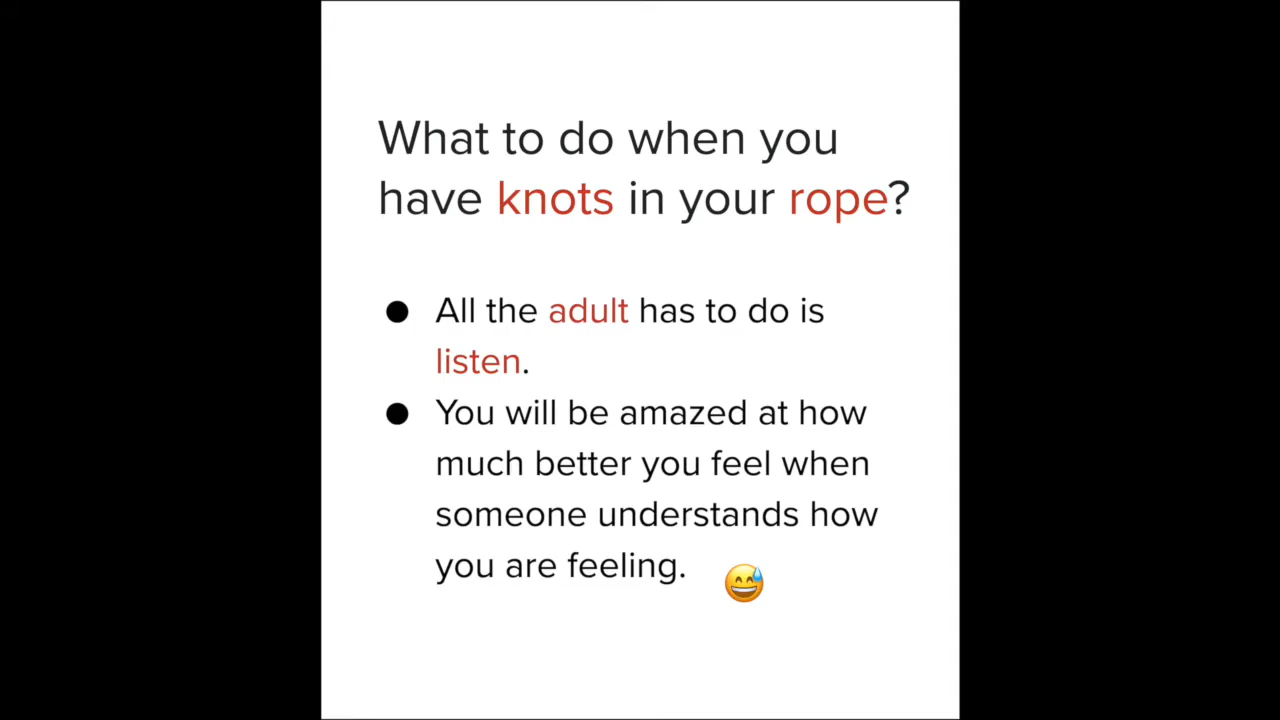 What to do when you
have knots in your rope?
● All the adult has to do is
listen.
● You will be amazed at how
much better you feel when
someone understands how
you are feeling. 😅